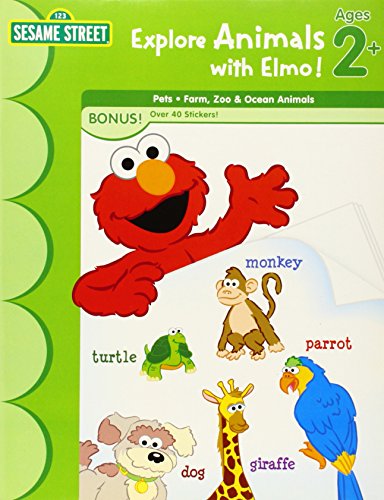 123
SESAME STREET
Explore Animals
with Elmo!
Ages
2+
Pets • Farm, Zoo & Ocean Animals
BONUS! Over 40 Stickers!
monkey
turtle
parrot
dog
giraffe